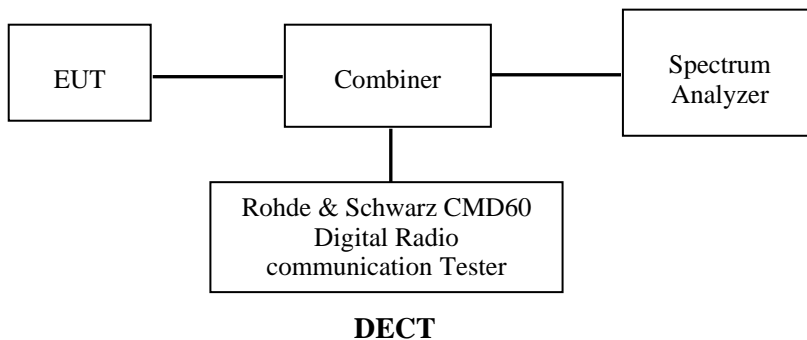 EUT
Combiner
Spectrum
Analyzer
Rohde & Schwarz CMD60
Digital Radio
communication Tester
DECT